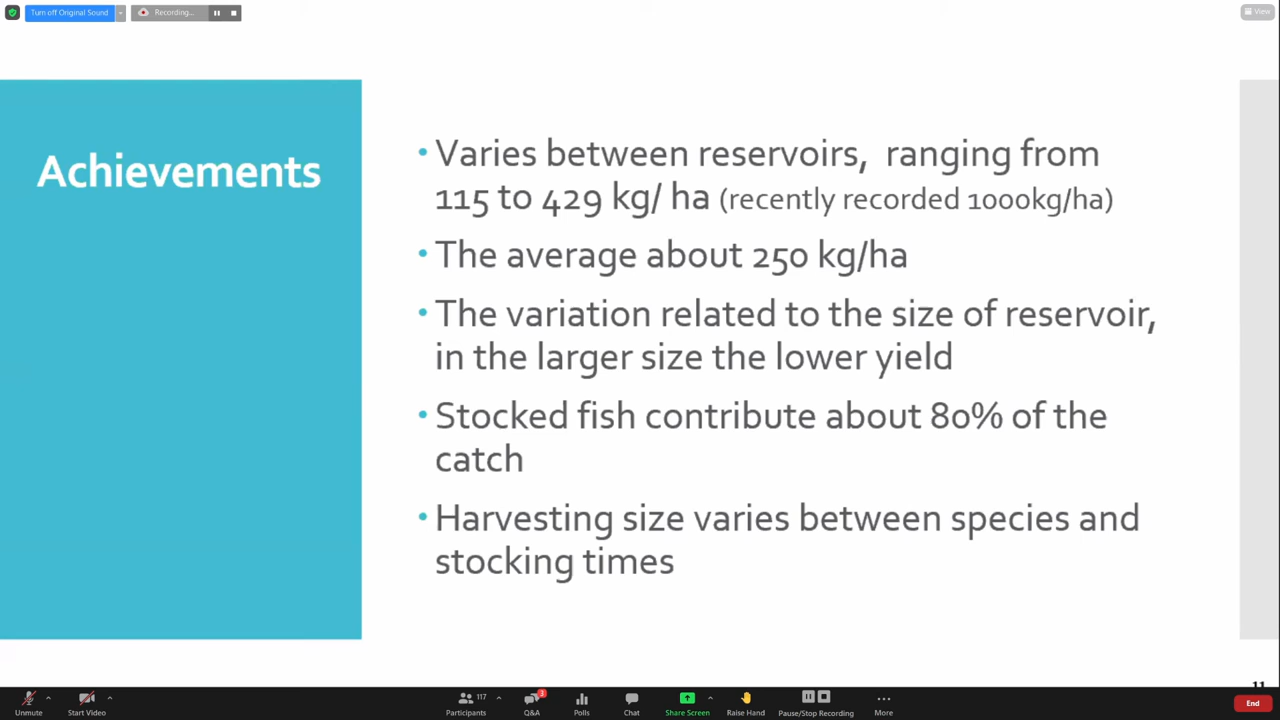 Turn off Original Sound
Recording...
View
Achievements
• Varies between reservoirs, ranging from
115 to 429 kg/ ha (recently recorded 1000kg/ha)
• The average about 250 kg/ha
• The variation related to the size of reservoir,
in the larger size the lower yield
• Stocked fish contribute about 80% of the
catch
• Harvesting size varies between species and
stocking times
11
Unmute
Start Video
117
Participants
3
Q&A
Polls
Chat
Share Screen
Raise Hand
Pause/Stop Recording
More
End